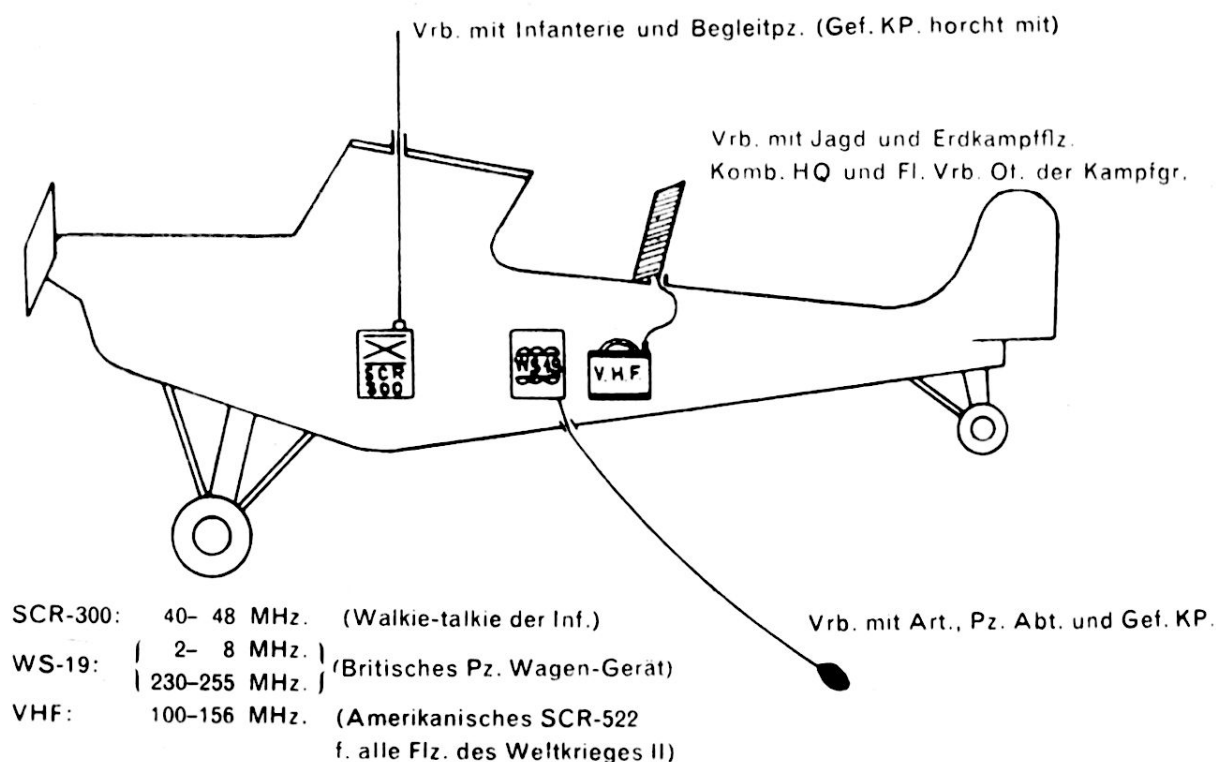 Vrb. mit Infanterie und Begleitpz. (Gef. KP. horcht mit)
Vrb. mit Jagd und Erdkampfflz.
Komb. HQ und Fl. Vrb. Of. der Kampfgr.
SCR
300
WS19
V.H.F.
Vrb. mit Art., Pz. Abt. und Gef. KP.
SCR-300: 40– 48 MHz. (Walkie-talkie der Inf.)
WS-19: { 2– 8 MHz. } (Britisches Pz. Wagen-Gerät)
230–255 MHz.
VHF: 100–156 MHz. (Amerikanisches SCR-522
f. alle Flz. des Weltkrieges II)